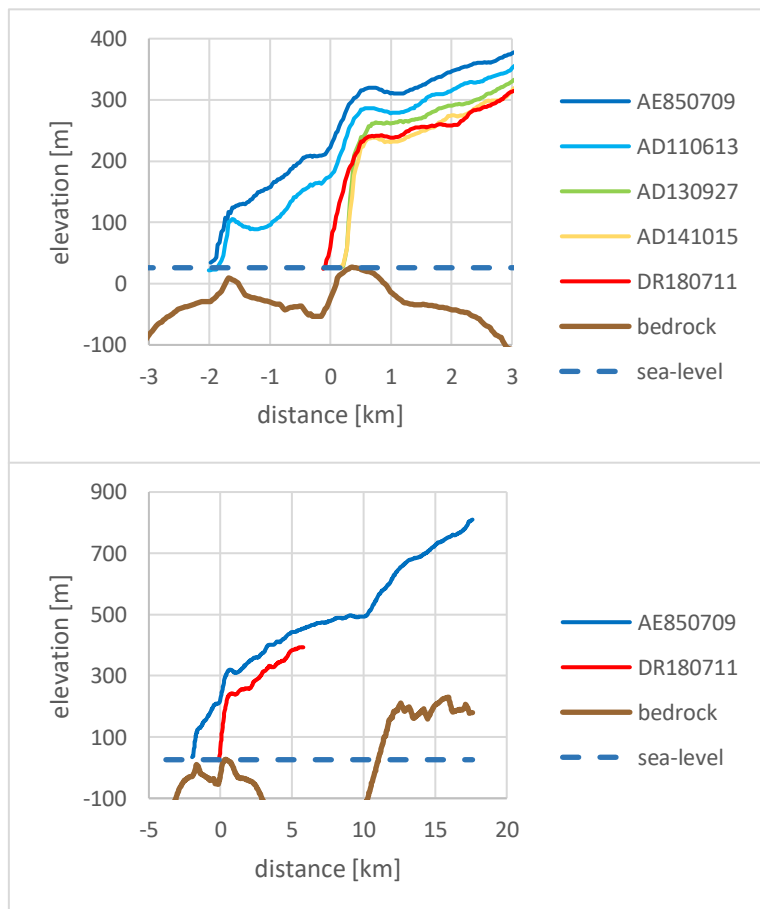 400
300
200
100
0
-100
elevation [m]
-3 -2 -1 0 1 2 3
distance [km]
AE850709
AD110613
AD130927
AD141015
DR180711
bedrock
sea-level
900
700
500
300
100
-100
elevation [m]
-5 0 5 10 15 20
distance [km]
AE850709
DR180711
bedrock
sea-level